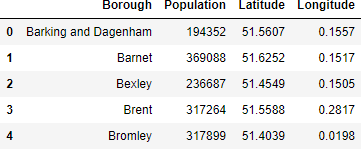 Borough Population Latitude Longitude
0 Barking and Dagenham 194352 51.5607 0.1557
1 Barnet 369088 51.6252 0.1517
2 Bexley 236687 51.4549 0.1505
3 Brent 317264 51.5588 0.2817
4 Bromley 317899 51.4039 0.0198